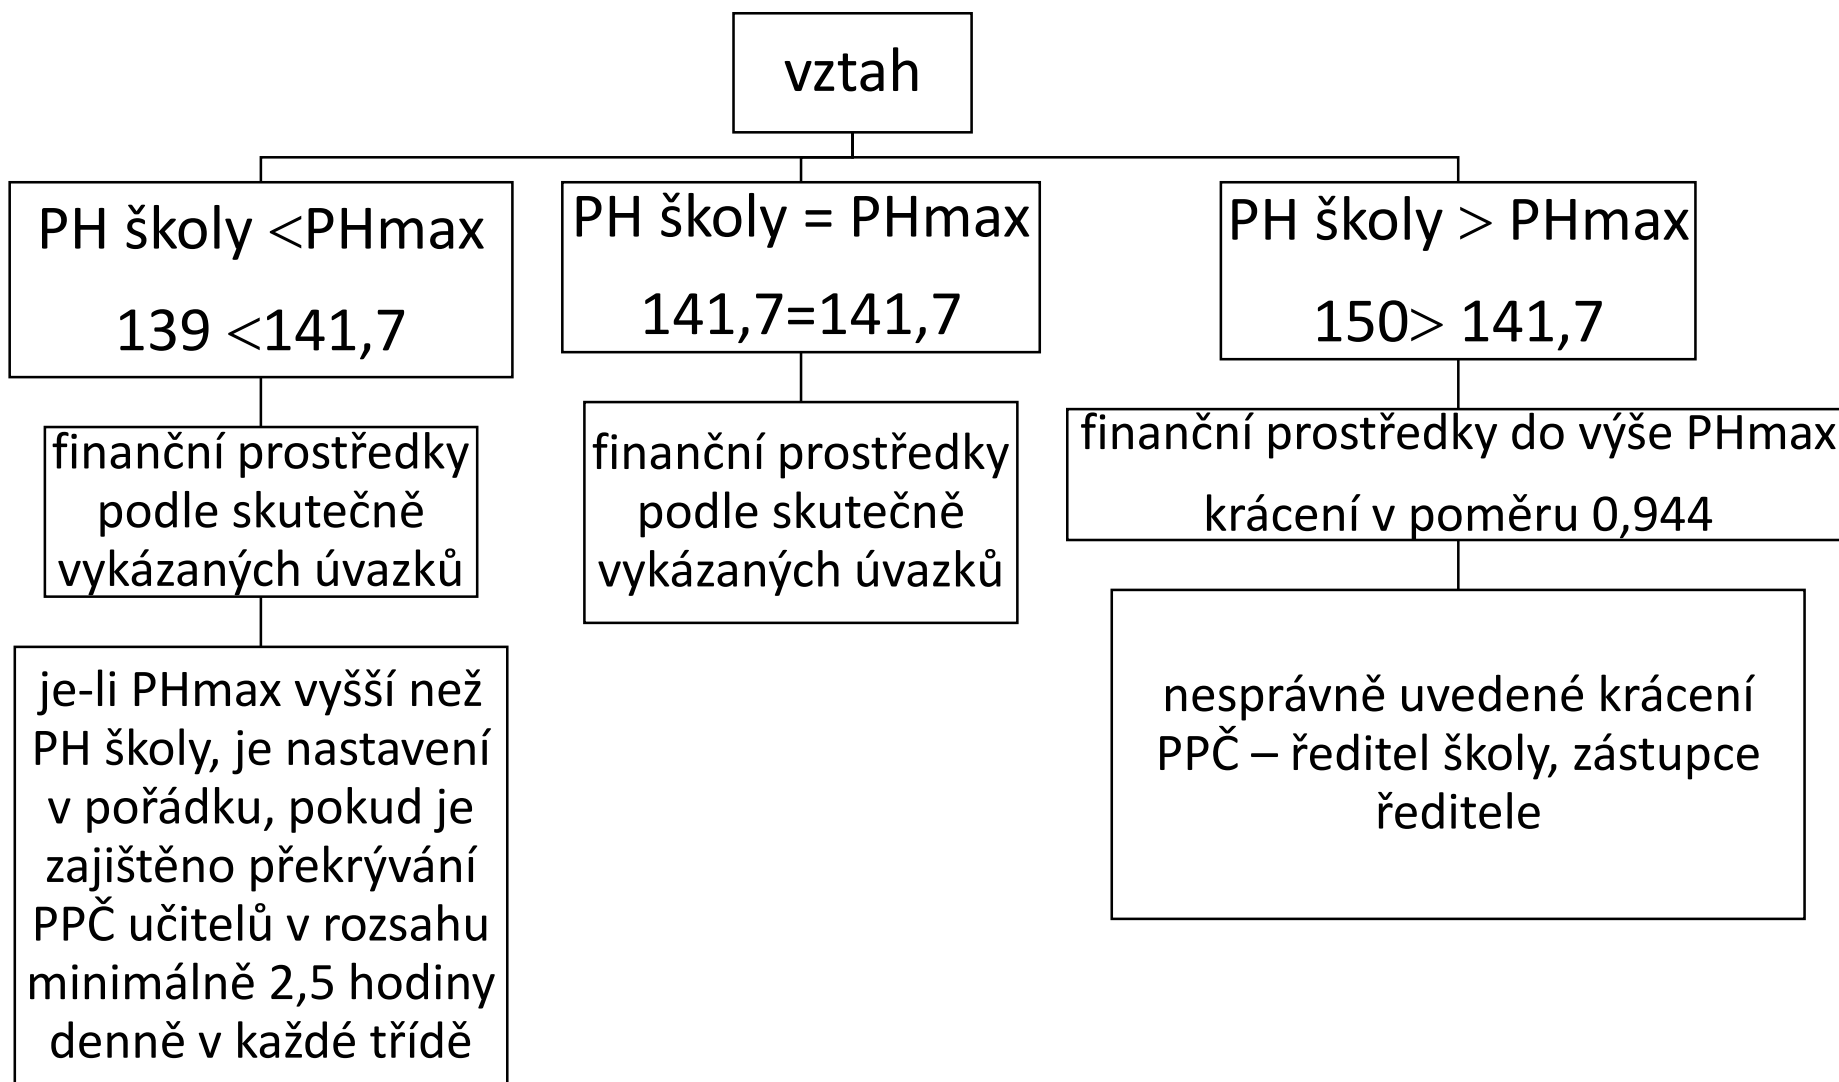 vztah
PH školy <PHmax
139 <141,7
finanční prostředky
podle skutečně
vykázaných úvazků
je-li PHmax vyšší než
PH školy, je nastavení
v pořádku, pokud je
zajištěno překrývání
PPČ učitelů v rozsahu
minimálně 2,5 hodiny
denně v každé třídě
PH školy = PHmax
141,7=141,7
finanční prostředky
podle skutečně
vykázaných úvazků
PH školy > PHmax
150> 141,7
finanční prostředky do výše PHmax
krácení v poměru 0,944
nesprávně uvedené krácení
PPČ – ředitel školy, zástupce
ředitele